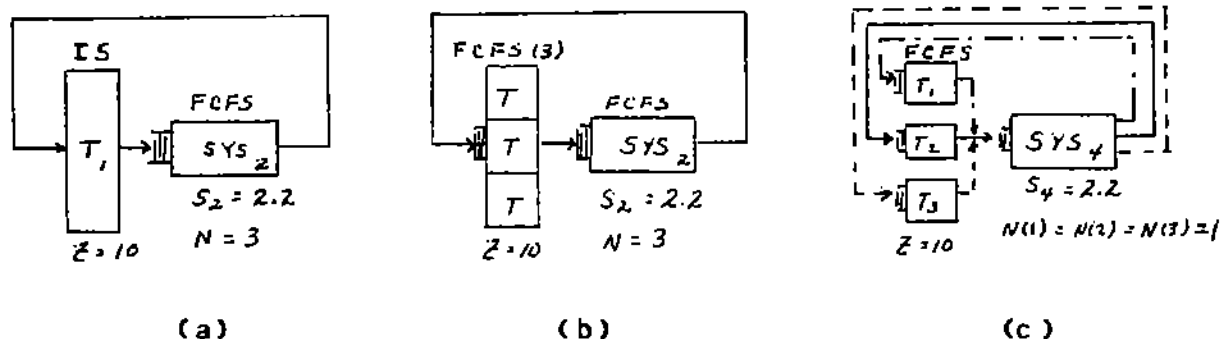 IS
T₁
FCFS
SYS₂
S₂ = 2.2
Z = 10
N = 3
(a)
FCFS (3)
T
T
T
FCFS
SYS₂
S₂ = 2.2
Z = 10
N = 3
(b)
FCFS
T₁
T₂
T₃
SYS₄
S₄ = 2.2
Z = 10
N(1) = N(2) = N(3) = 1
(c)